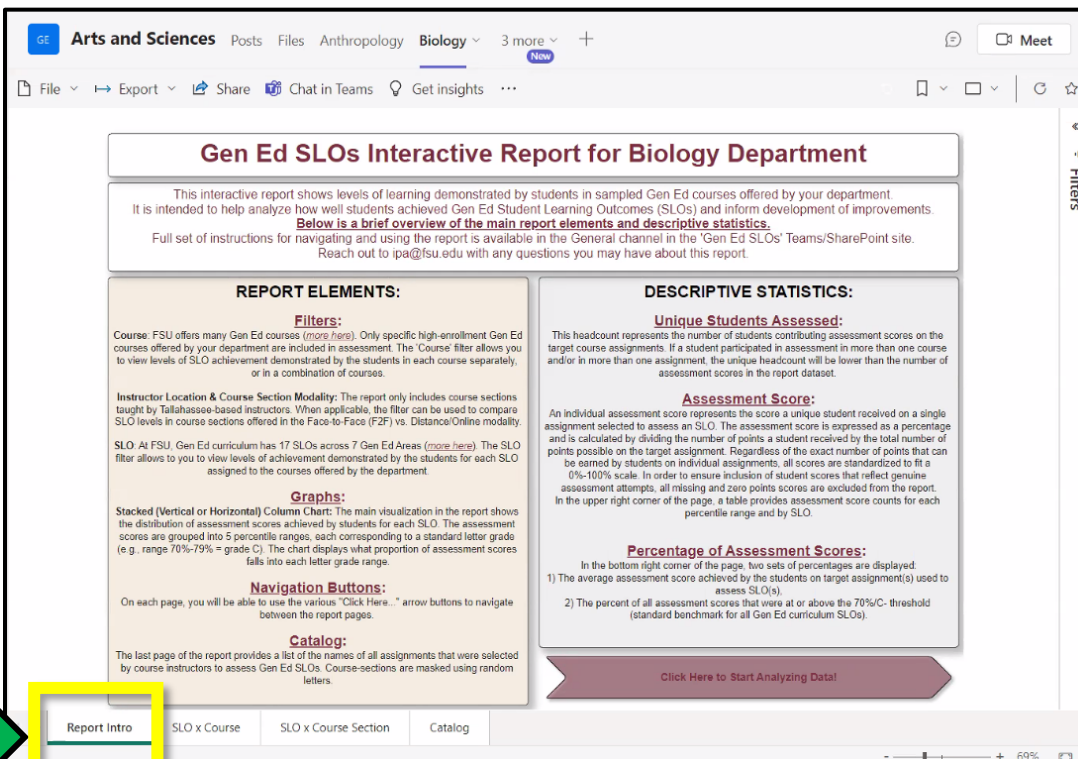 GE Arts and Sciences Posts Files Anthropology Biology 3 more Meet
New
File Export Share Chat in Teams Get insights ...
Filters
Gen Ed SLOs Interactive Report for Biology Department
This interactive report shows levels of learning demonstrated by students in sampled Gen Ed courses offered by your department.
It is intended to help analyze how well students achieved Gen Ed Student Learning Outcomes (SLOs) and inform development of improvements.
Below is a brief overview of the main report elements and descriptive statistics.
Full set of instructions for navigating and using the report is available in the General channel in the 'Gen Ed SLOs' Teams/SharePoint site.
Reach out to ipa@fsu.edu with any questions you may have about this report.
REPORT ELEMENTS:
Filters:
Course: FSU offers many Gen Ed courses (more here). Only specific high-enrollment Gen Ed
courses offered by your department are included in assessment. The 'Course' filter allows you
to view levels of SLO achievement demonstrated by the students in each course separately,
or in a combination of courses.
Instructor Location & Course Section Modality: The report only includes course sections
taught by Tallahassee-based instructors. When applicable, the filter can be used to compare
SLO levels in course sections offered in the Face-to-Face (F2F) vs. Distance/Online modality.
SLO: At FSU, Gen Ed curriculum has 17 SLOs across 7 Gen Ed Areas (more here). The SLO
filter allows to you to view levels of achievement demonstrated by the students for each SLO
assigned to the courses offered by the department.
Graphs:
Stacked (Vertical or Horizontal) Column Chart: The main visualization in the report shows
the distribution of assessment scores achieved by students for each SLO. The assessment
scores are grouped into 5 percentile ranges, each corresponding to a standard letter grade
(e.g., range 70%-79% = grade C). The chart displays what proportion of assessment scores
falls into each letter grade range.
Navigation Buttons:
On each page, you will be able to use the various "Click Here..." arrow buttons to navigate
between the report pages.
Catalog:
The last page of the report provides a list of the names of all assignments that were selected
by course instructors to assess Gen Ed SLOs. Course-sections are masked using random
letters.
DESCRIPTIVE STATISTICS:
Unique Students Assessed:
This headcount represents the number of students contributing assessment scores on the
target course assignments. If a student participated in assessment in more than one course
and/or in more than one assignment, the unique headcount will be lower than the number of
assessment scores in the report dataset.
Assessment Score:
An individual assessment score represents the score a unique student received on a single
assignment selected to assess an SLO. The assessment score is expressed as a percentage
and is calculated by dividing the number of points a student received by the total number of
points possible on the target assignment. Regardless of the exact number of points that can
be earned by students on individual assignments, all scores are standardized to fit a
0%-100% scale. In order to ensure inclusion of student scores that reflect genuine
assessment attempts, all missing and zero points scores are excluded from the report.
In the upper right corner of the page, a table provides assessment score counts for each
percentile range and by SLO.
Percentage of Assessment Scores:
In the bottom right corner of the page, two sets of percentages are displayed:
1) The average assessment score achieved by the students on target assignment(s) used to
assess SLO(s),
2) The percent of all assessment scores that were at or above the 70%/C- threshold
(standard benchmark for all Gen Ed curriculum SLOs).
Click Here to Start Analyzing Data!
Report Intro SLO x Course SLO x Course Section Catalog
- + 69%